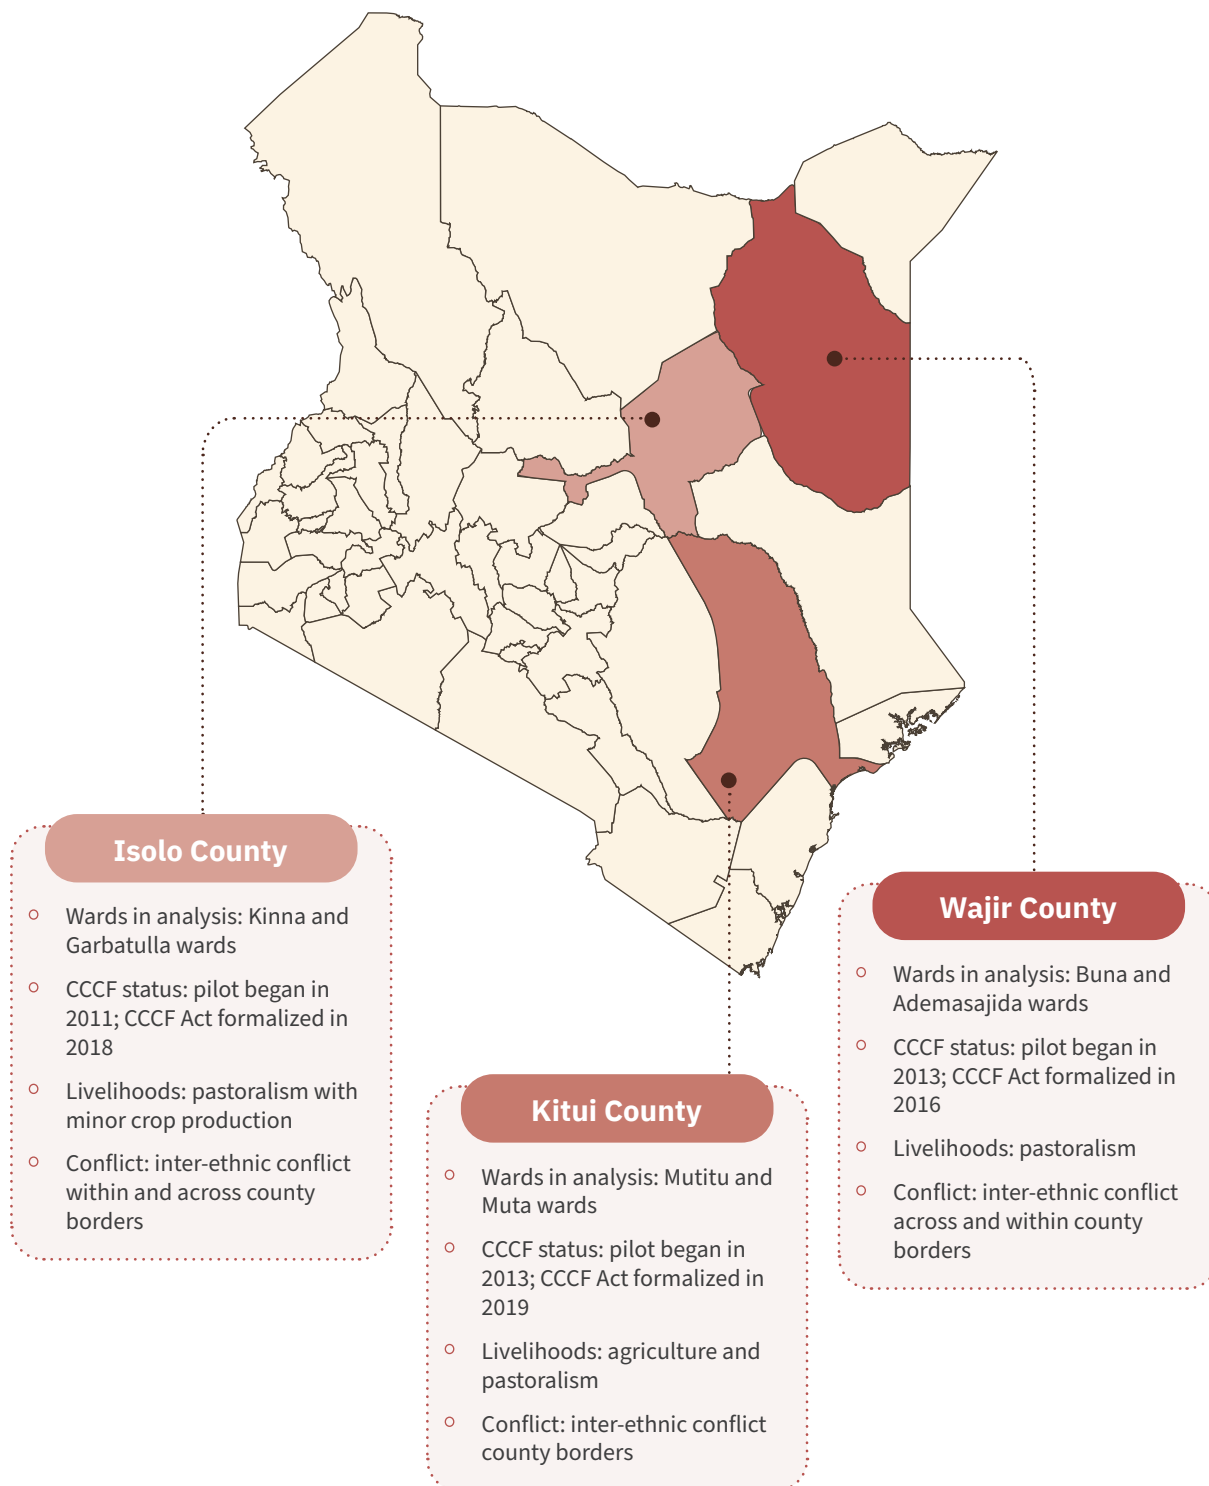 Isolo County
Wards in analysis: Kinna and
Garbatulla wards
CCCF status: pilot began in
2011; CCCF Act formalized in
2018
Livelihoods: pastoralism with
minor crop production
Conflict: inter-ethnic conflict
within and across county
borders
Kitui County
Wards in analysis: Mutitu and
Muta wards
CCCF status: pilot began in
2013; CCCF Act formalized in
2019
Livelihoods: agriculture and
pastoralism
Conflict: inter-ethnic conflict
county borders
Wajir County
Wards in analysis: Buna and
Ademasajida wards
CCCF status: pilot began in
2013; CCCF Act formalized in
2016
Livelihoods: pastoralism
Conflict: inter-ethnic conflict
across and within county
borders